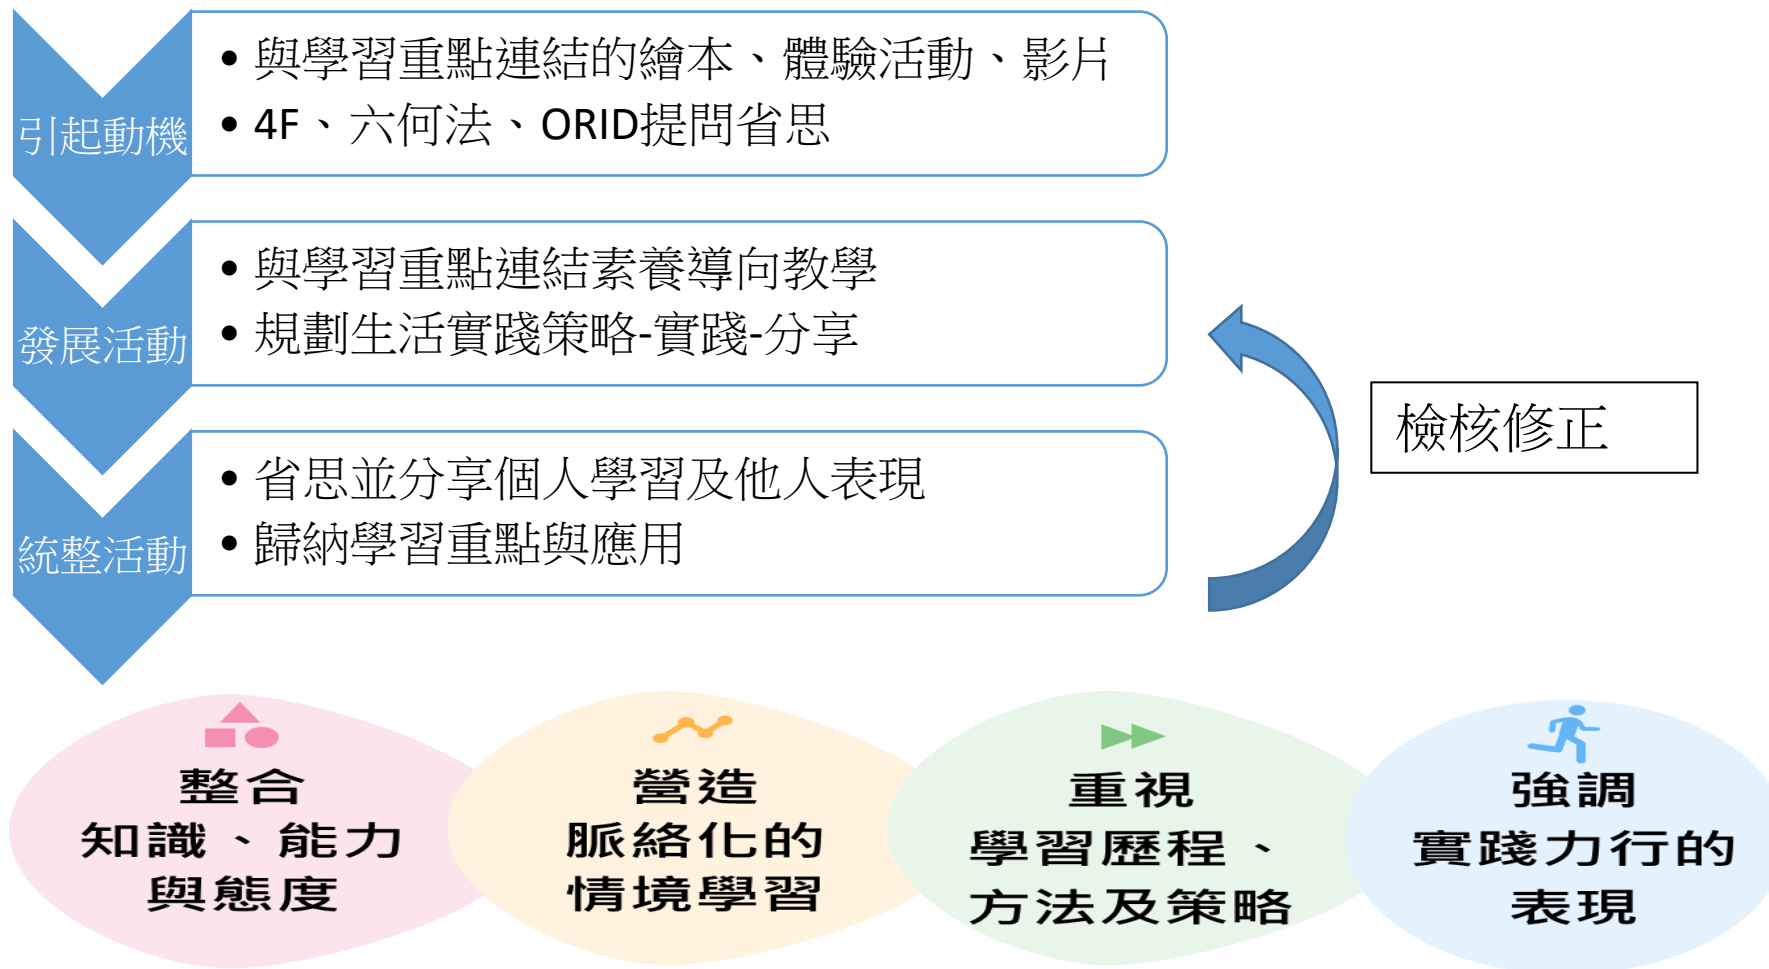 引起動機
• 與學習重點連結的繪本、體驗活動、影片
• 4F、六何法、ORID提問省思
發展活動
• 與學習重點連結素養導向教學
• 規劃生活實踐策略-實踐-分享
統整活動
• 省思並分享個人學習及他人表現
• 歸納學習重點與應用
檢核修正
整合
知識、能力
與態度
營造
脈絡化的
情境學習
重視
學習歷程、
方法及策略
強調
實踐力行的
表現